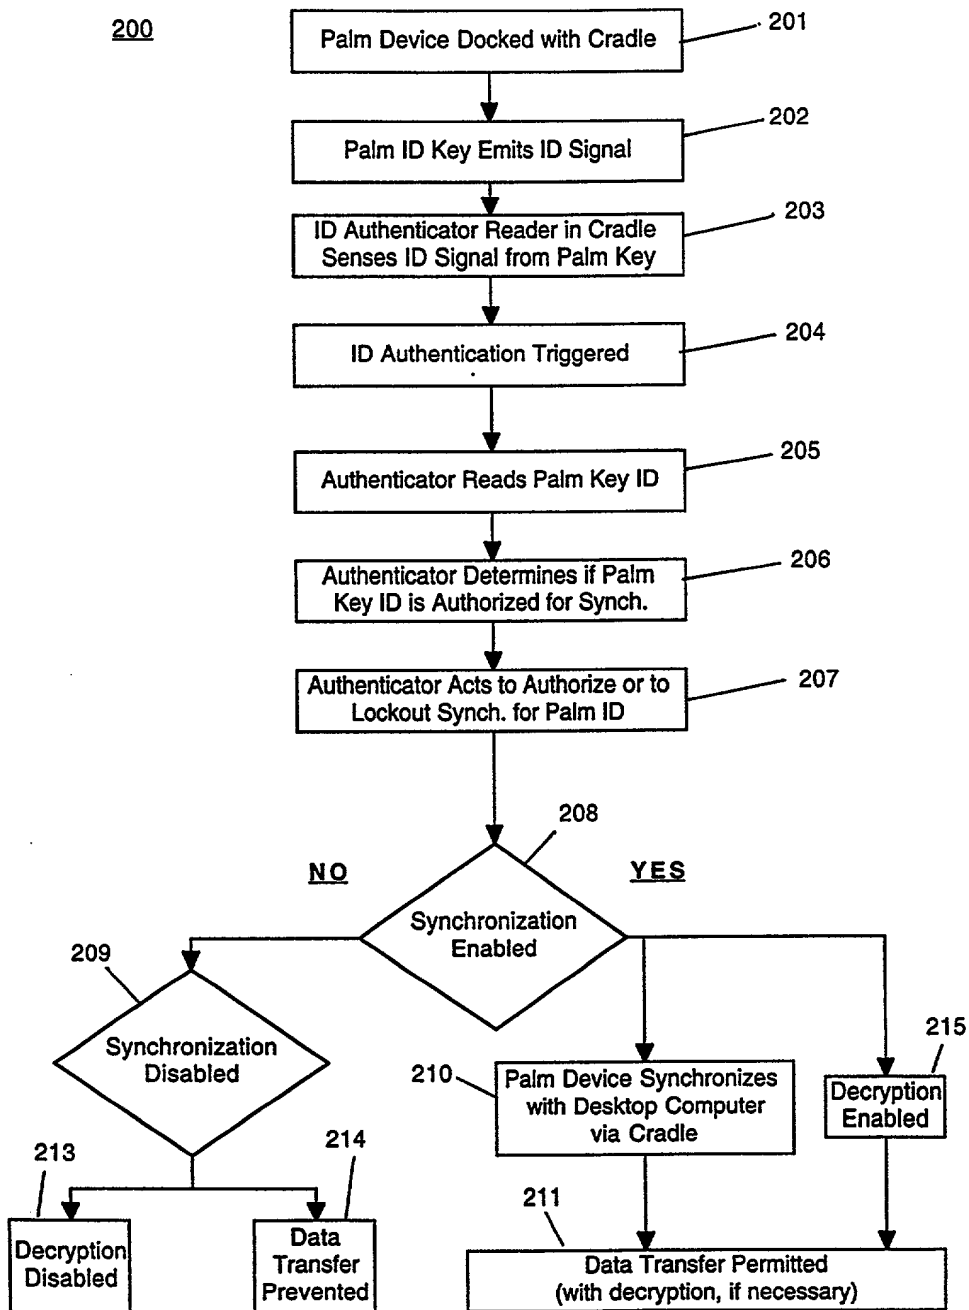 200
Palm Device Docked with Cradle
201
Palm ID Key Emits ID Signal
202
ID Authenticator Reader in Cradle
Senses ID Signal from Palm Key
203
ID Authentication Triggered
204
Authenticator Reads Palm Key ID
205
Authenticator Determines if Palm
Key ID is Authorized for Synch.
206
Authenticator Acts to Authorize or to
Lockout Synch. for Palm ID
207
208
NO
YES
Synchronization
Enabled
209
Synchronization
Disabled
210
Palm Device Synchronizes
with Desktop Computer
via Cradle
215
Decryption
Enabled
213
Decryption
Disabled
214
Data
Transfer
Prevented
211
Data Transfer Permitted
(with decryption, if necessary)